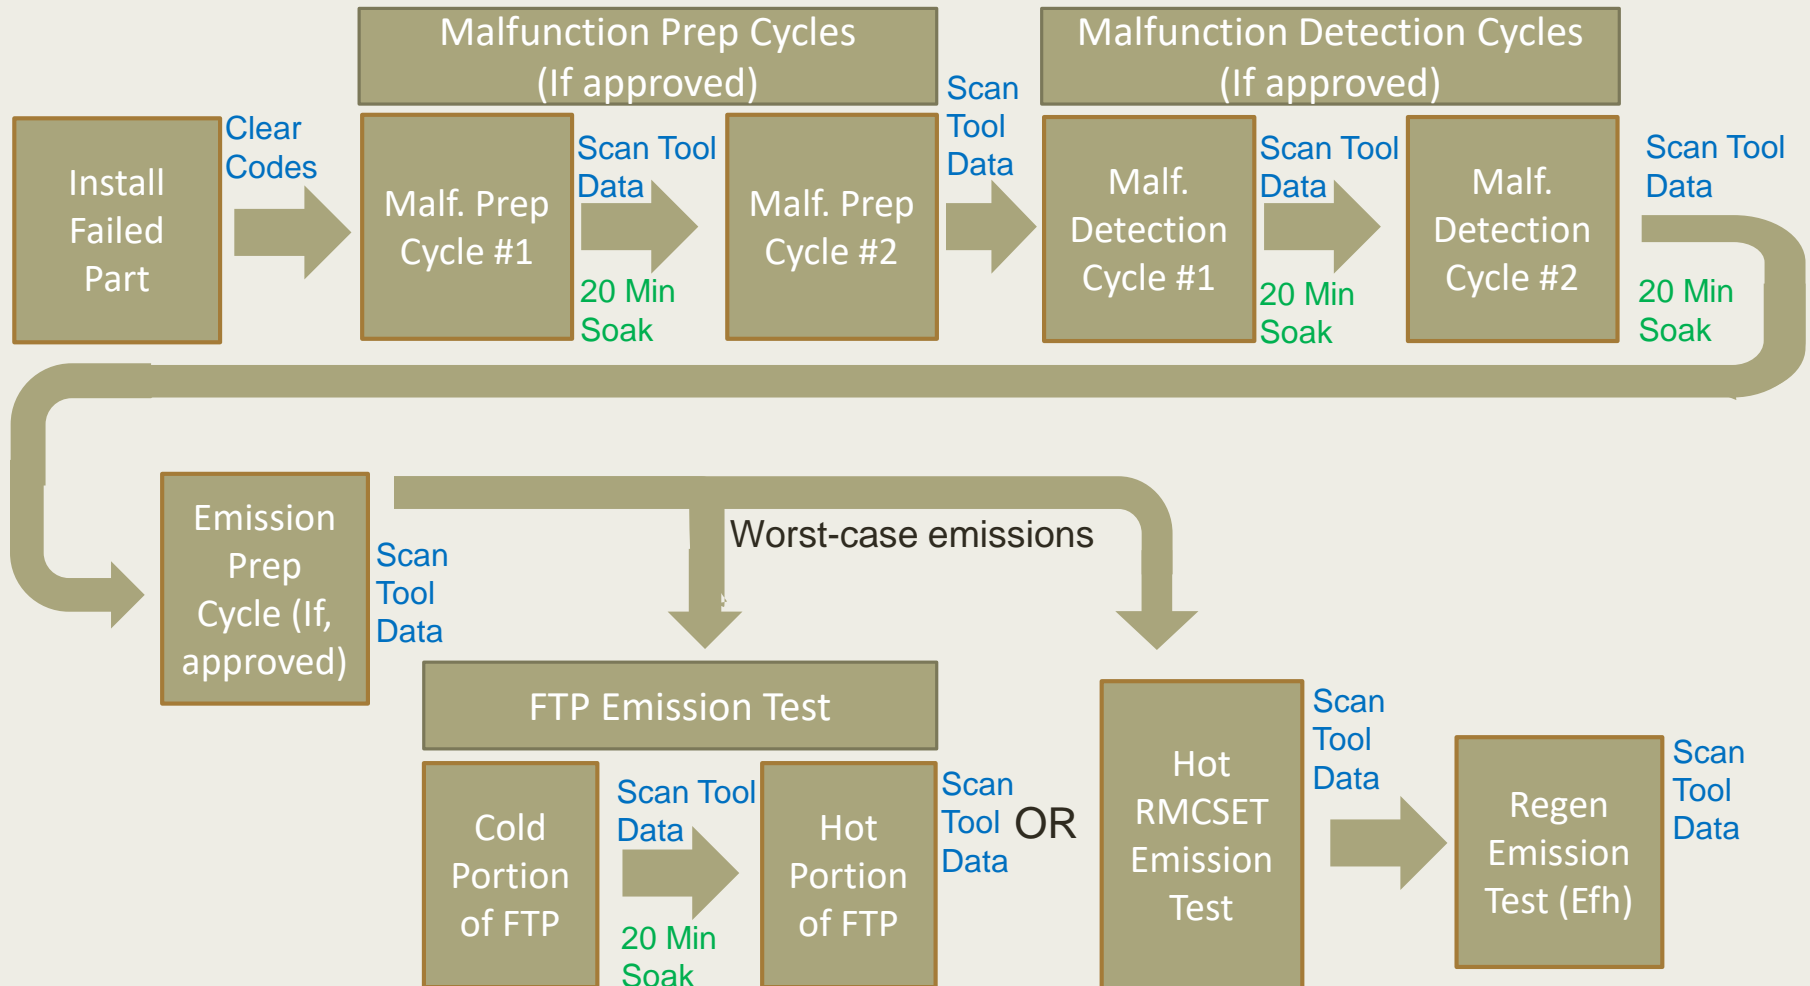 Malfunction Prep Cycles
(If approved)
Malfunction Detection Cycles
(If approved)
Install
Failed
Part
Clear
Codes
Malf. Prep
Cycle #1
Scan Tool
Data
20 Min
Soak
Malf. Prep
Cycle #2
Scan
Tool
Data
Malf.
Detection
Cycle #1
Scan Tool
Data
20 Min
Soak
Malf.
Detection
Cycle #2
Scan Tool
Data
20 Min
Soak
Emission
Prep
Cycle (If,
approved)
Scan
Tool
Data
Worst-case emissions
FTP Emission Test
Cold
Portion
of FTP
Scan Tool
Data
20 Min
Soak
Hot
Portion
of FTP
Scan
Tool
Data
OR
Hot
RMCSET
Emission
Test
Scan
Tool
Data
Regen
Emission
Test (Efh)
Scan
Tool
Data